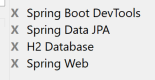 X Spring Boot DevTools
X Spring Data JPA
X H2 Database
X Spring Web